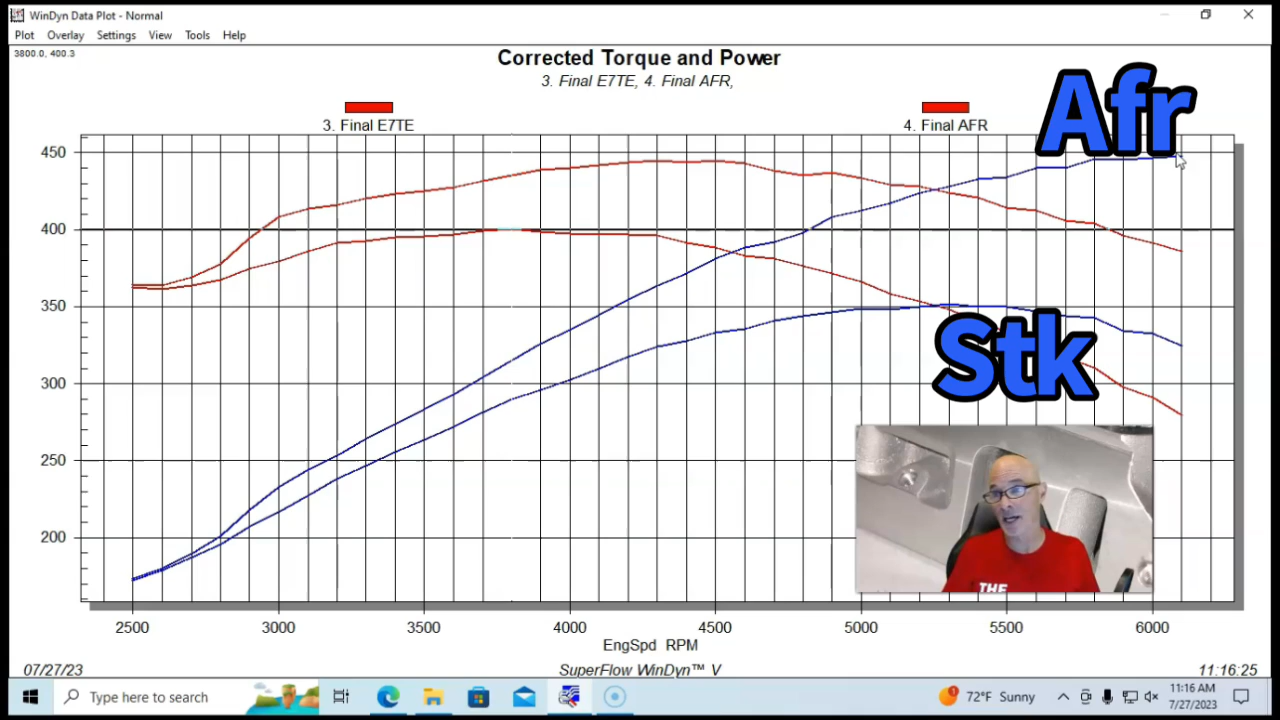 WinDyn Data Plot - Normal
Plot Overlay Settings View Tools Help
3800.0, 400.3
Corrected Torque and Power
3. Final E7TE, 4. Final AFR,
3. Final E7TE
4. Final AFR
Afr
450
400
350
300
250
200
Stk
THE
2500 3000 3500 4000 4500 5000 5500 6000
EngSpd RPM
07/27/23
SuperFlow WinDyn™ V
11:16:25
Type here to search
1
72°F Sunny
11:16 AM
7/27/2023